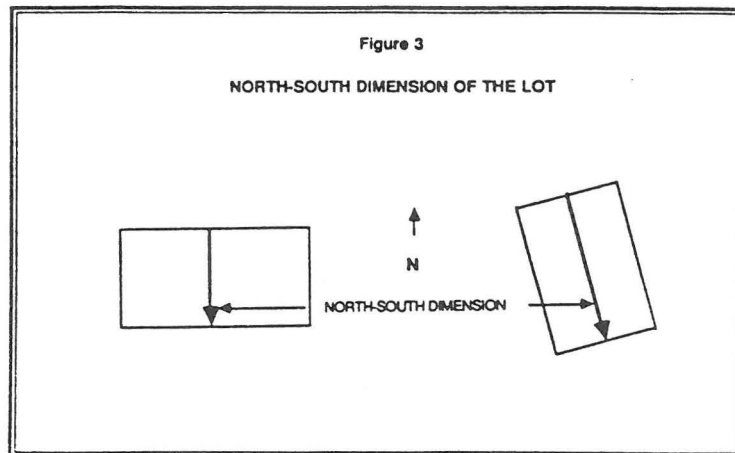 Figure 3
NORTH-SOUTH DIMENSION OF THE LOT
N
NORTH-SOUTH DIMENSION